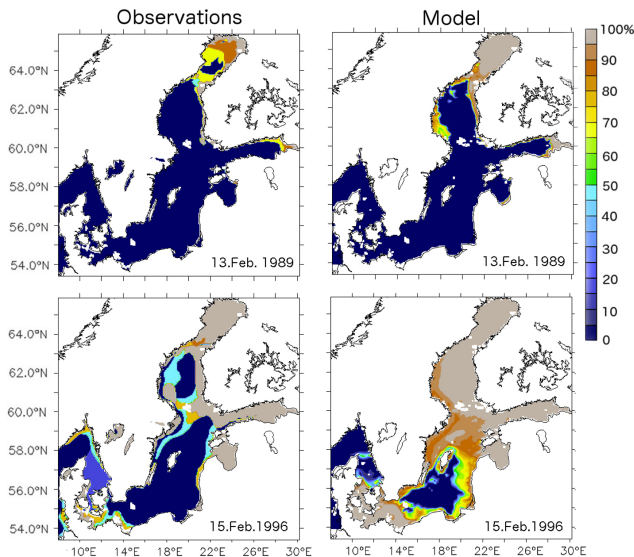 Observations
Model
64.0°N
62.0°N
60.0°N
58.0°N
56.0°N
54.0°N
13.Feb. 1989
13.Feb. 1989
100%
90
80
70
60
50
40
30
20
10
0
64.0°N
62.0°N
60.0°N
58.0°N
56.0°N
54.0°N
15.Feb.1996
15.Feb.1996
10°E 14°E 18°E 22°E 26°E 30°E
10°E 14°E 18°E 22°E 26°E 30°E